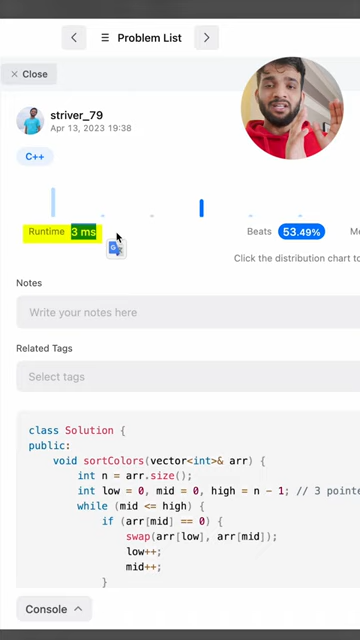 Problem List
Close
striver_79
Apr 13, 2023 19:38
C++
Runtime 3 ms
Beats 53.49%
Click the distribution chart
Notes
Write your notes here
Related Tags
Select tags
class Solution {
public:
void sortColors(vector<int>& arr) {
int n = arr.size();
int low = 0, mid = 0, high = n - 1; // 3
while (mid <= high) {
if (arr[mid] == 0) {
swap(arr[low], arr[mid]);
low++;
mid++;
}
Console